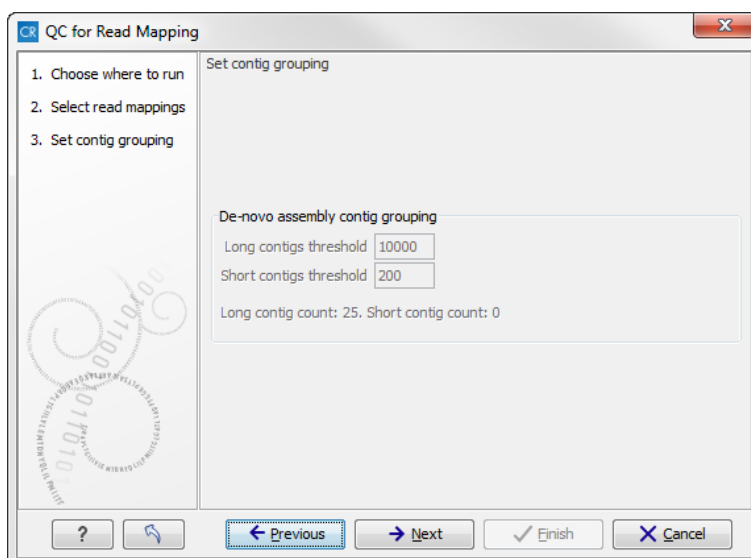 CR QC for Read Mapping
1. Choose where to run
2. Select read mappings
3. Set contig grouping
Set contig grouping
De-novo assembly contig grouping
Long contigs threshold 10000
Short contigs threshold 200
Long contig count: 25. Short contig count: 0
? Previous Next Finish Cancel